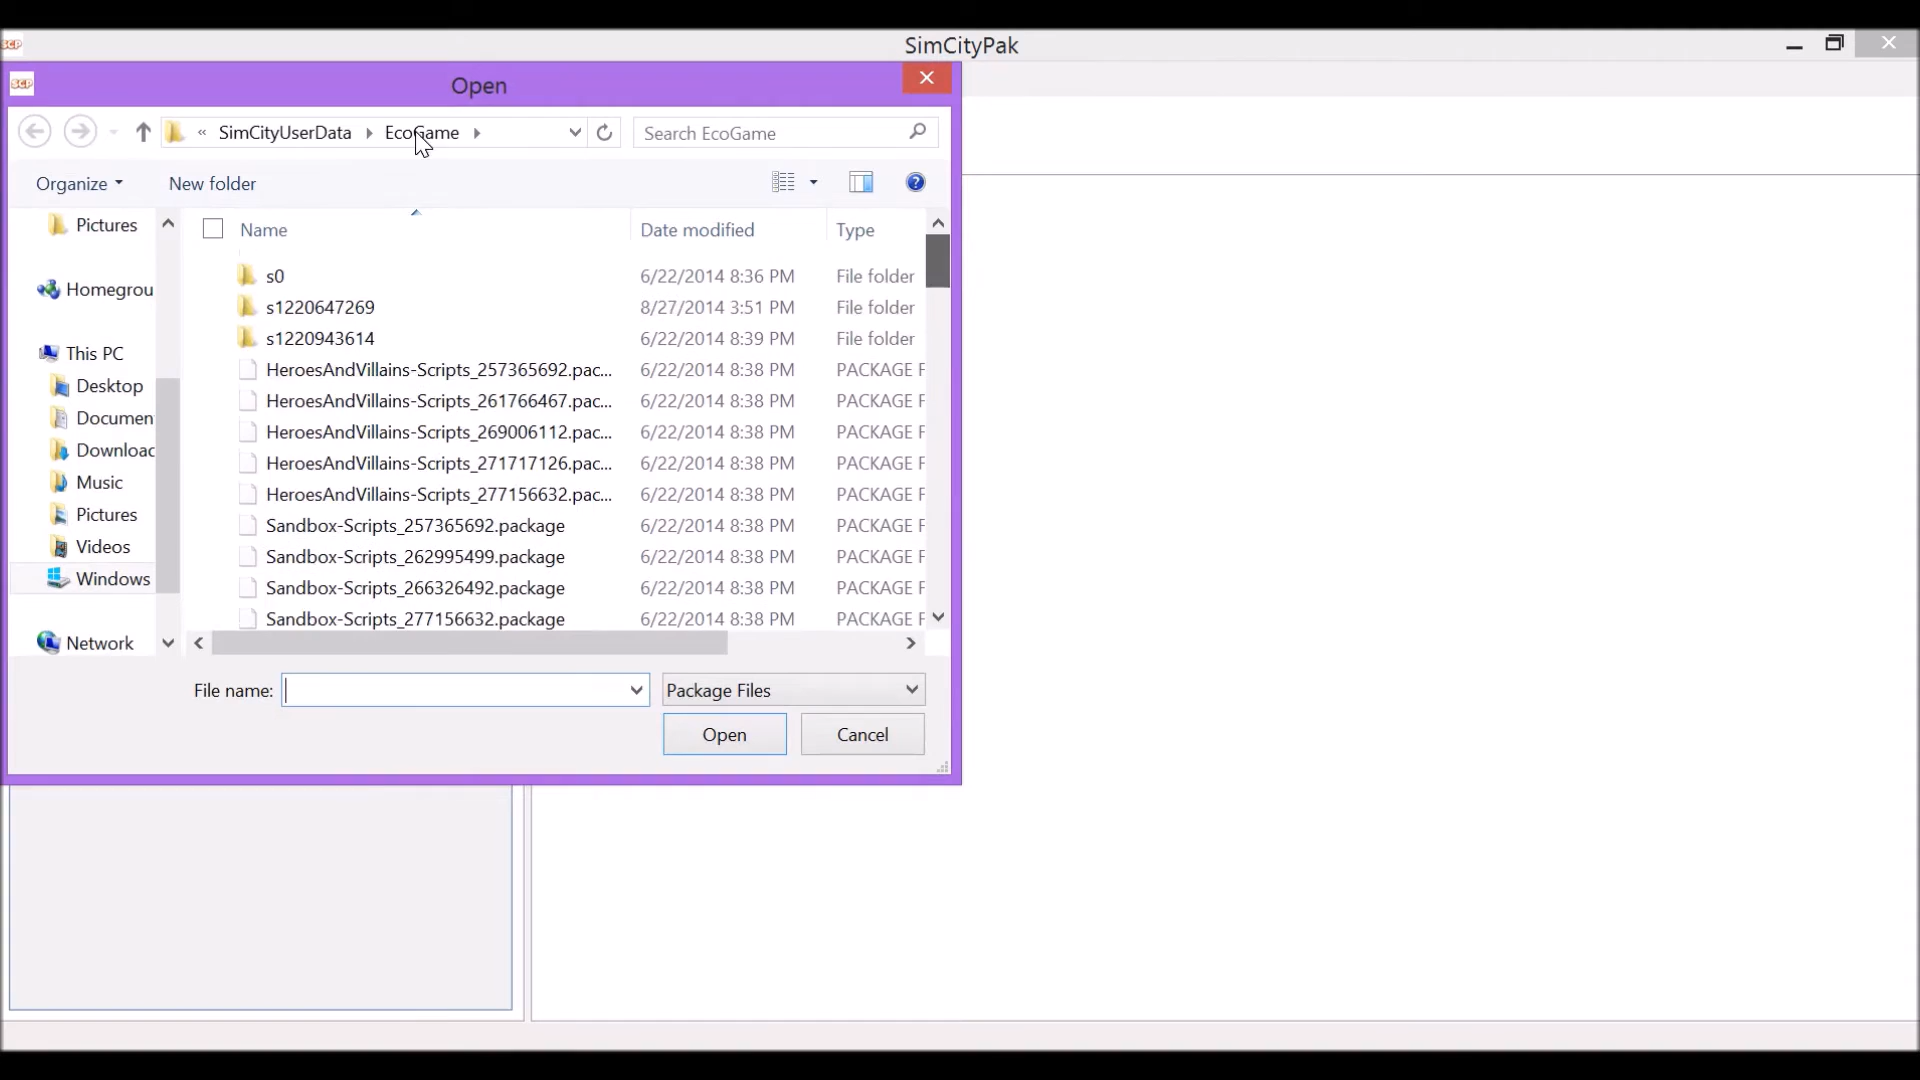 SCP
SimCityPak
SCP
Open
« SimCityUserData EcoGame
Search EcoGame
Organize
New folder
Name
Date modified
Type
Pictures
Homegrou
This PC
Desktop
Documen
Downloac
Music
Pictures
Videos
Windows
Network
s0 6/22/2014 8:36 PM File folder
s1220647269 8/27/2014 3:51 PM File folder
s1220943614 6/22/2014 8:39 PM File folder
HeroesAndVillains-Scripts_257365692.pac... 6/22/2014 8:38 PM PACKAGE F
HeroesAndVillains-Scripts_261766467.pac... 6/22/2014 8:38 PM PACKAGE F
HeroesAndVillains-Scripts_269006112.pac... 6/22/2014 8:38 PM PACKAGE F
HeroesAndVillains-Scripts_271717126.pac... 6/22/2014 8:38 PM PACKAGE F
HeroesAndVillains-Scripts_277156632.pac... 6/22/2014 8:38 PM PACKAGE F
Sandbox-Scripts_257365692.package 6/22/2014 8:38 PM PACKAGE F
Sandbox-Scripts_262995499.package 6/22/2014 8:38 PM PACKAGE F
Sandbox-Scripts_266326492.package 6/22/2014 8:38 PM PACKAGE F
Sandbox-Scripts_277156632.package 6/22/2014 8:38 PM PACKAGE F
File name:
Package Files
Open
Cancel